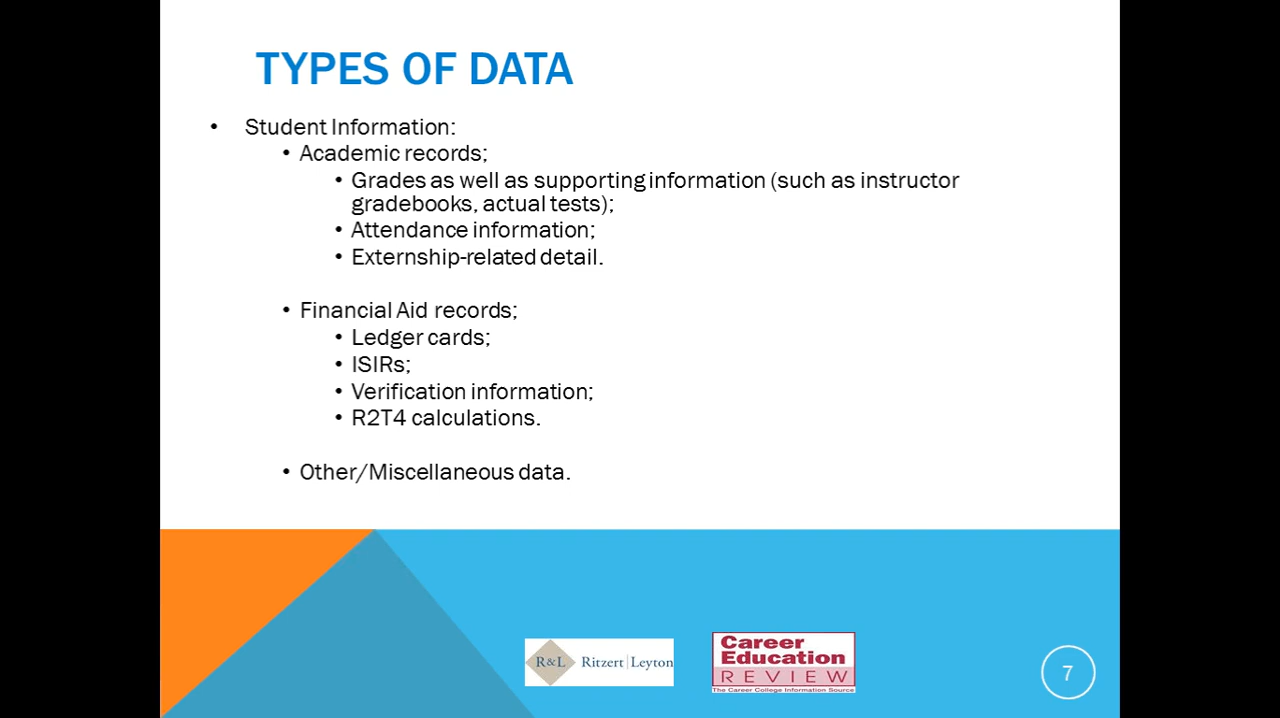 TYPES OF DATA
• Student Information:
• Academic records;
• Grades as well as supporting information (such as instructor
gradebooks, actual tests);
• Attendance information;
• Externship-related detail.
• Financial Aid records;
• Ledger cards;
• ISIRs;
• Verification information;
• R2T4 calculations.
• Other/Miscellaneous data.
R&L Ritzert|Leyton
Career
Education
REVIEW
The Career College Information Source
7